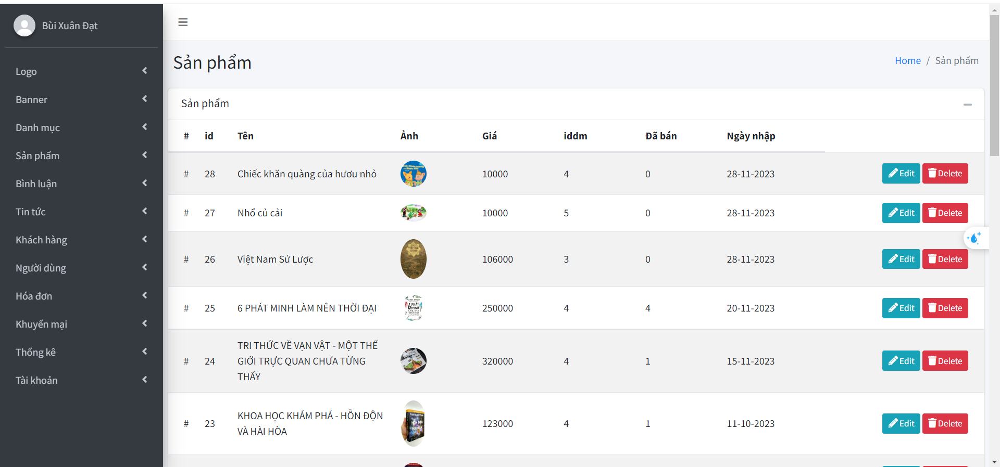 Bùi Xuân Đạt
Logo
Banner
Danh mục
Sản phẩm
Bình luận
Tin tức
Khách hàng
Người dùng
Hóa đơn
Khuyến mại
Thống kê
Tài khoản
Sản phẩm
Home / Sản phẩm
Sản phẩm
# id Tên Ảnh Giá iddm Đã bán Ngày nhập
# 28 Chiếc khăn quàng của hươu nhỏ 10000 4 0 28-11-2023 Edit Delete
# 27 Nhổ củ cải 10000 5 0 28-11-2023 Edit Delete
# 26 Việt Nam Sử Lược 106000 3 0 28-11-2023 Edit Delete
# 25 6 PHÁT MINH LÀM NÊN THỜI ĐẠI 250000 4 4 20-11-2023 Edit Delete
TRI THỨC VỀ VẠN VẬT - MỘT THẾ
# 24 GIỚI TRỰC QUAN CHƯA TỪNG 320000 4 1 15-11-2023 Edit Delete
THẤY
KHOA HỌC KHÁM PHÁ - HỖN ĐỘN
VÀ HÀI HÒA
# 23 123000 4 1 11-10-2023 Edit Delete